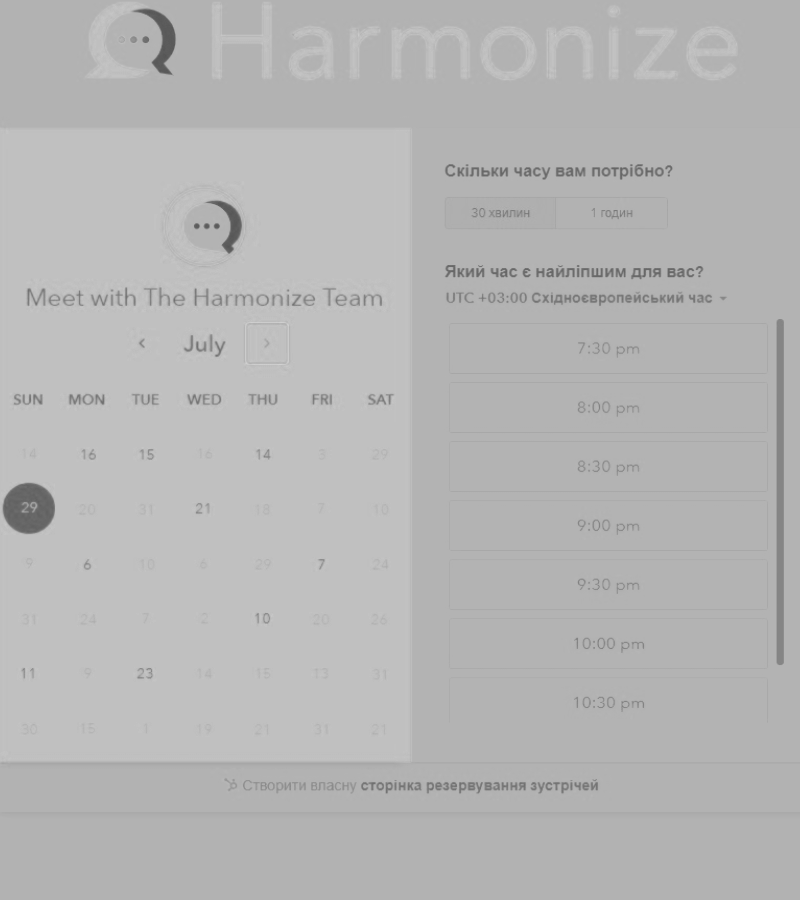 Harmonize
Meet with The Harmonize Team
July
SUN MON TUE WED THU FRI SAT
14 16 15 16 14 3 29
29 20 31 21 18 7 10
9 6 10 6 29 7 24
31 24 7 2 10 20 26
11 9 23 14 15 13 31
30 15 1 19 21 31 21
Скільки часу вам потрібно?
30 хвилин 1 годин
Який час є найліпшим для вас?
UTC +03:00 Східноєвропейський час
7:30 pm
8:00 pm
8:30 pm
9:00 pm
9:30 pm
10:00 pm
10:30 pm
Створити власну сторінка резервування зустрічей